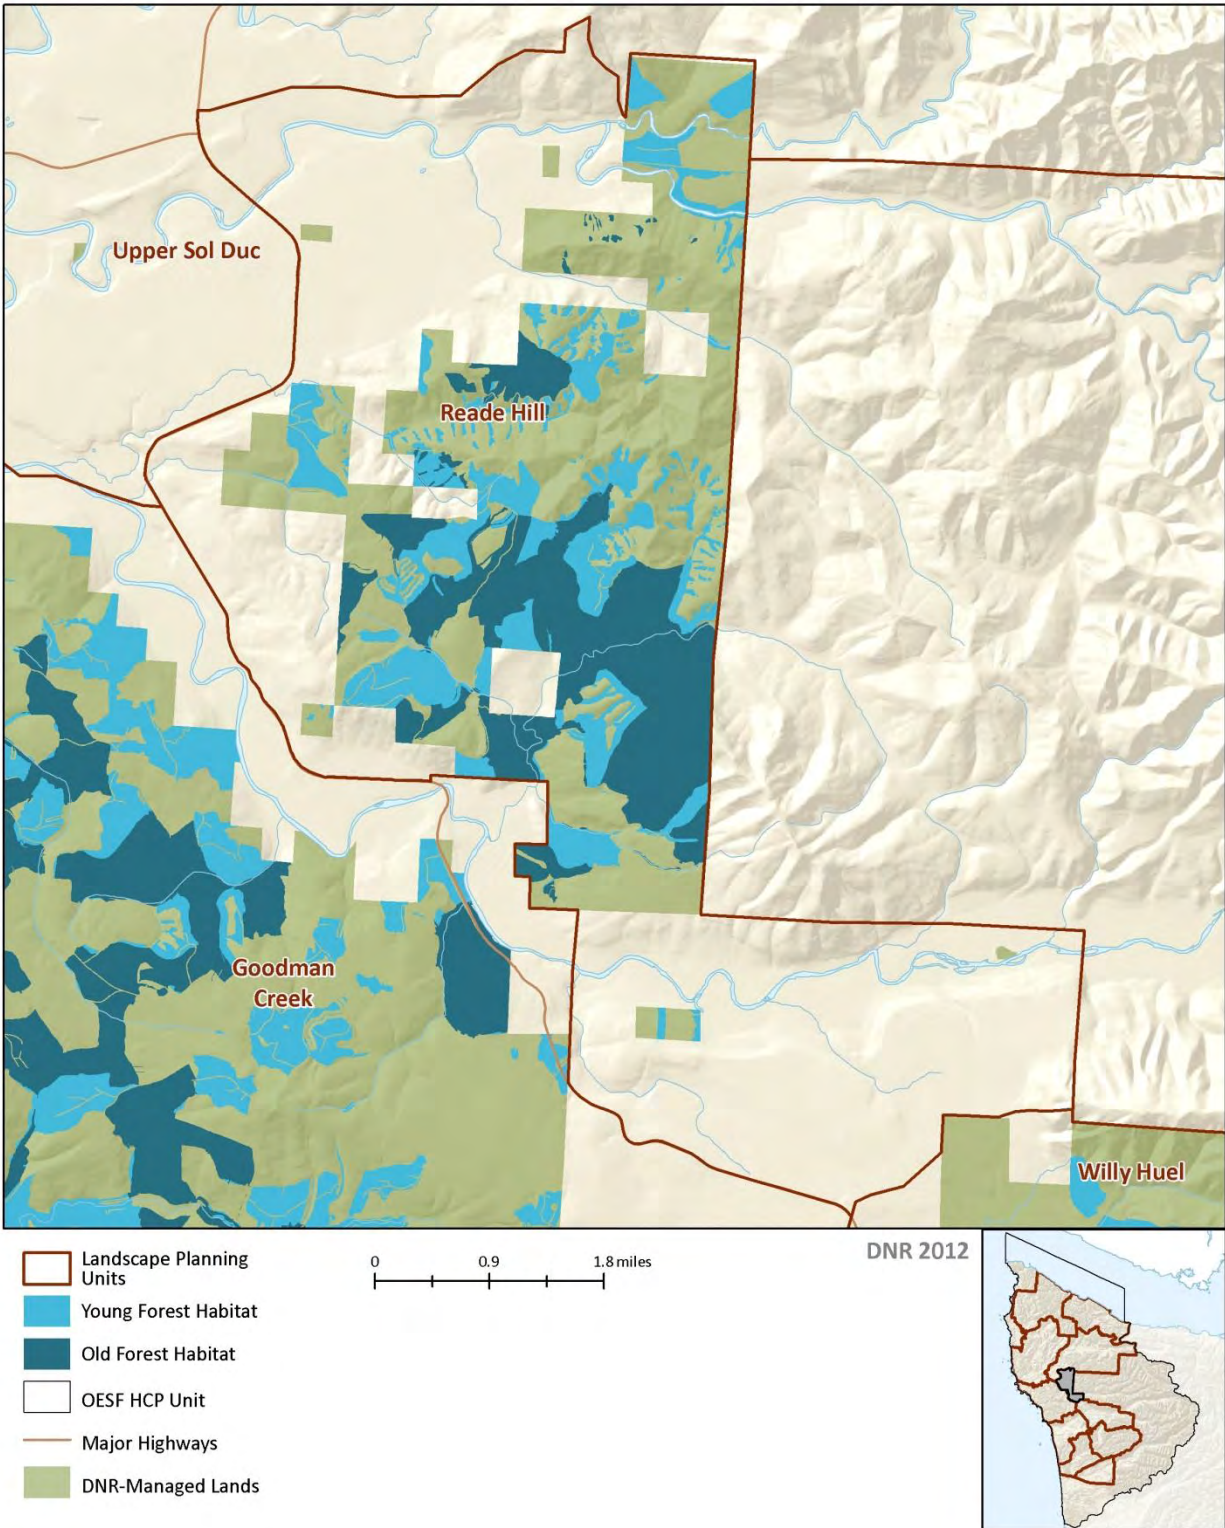 Upper Sol Duc
Reade Hill
Goodman
Creek
Willy Huel
Landscape Planning
Units
Young Forest Habitat
Old Forest Habitat
OESF HCP Unit
Major Highways
DNR-Managed Lands
0 0.9 1.8 miles
DNR 2012